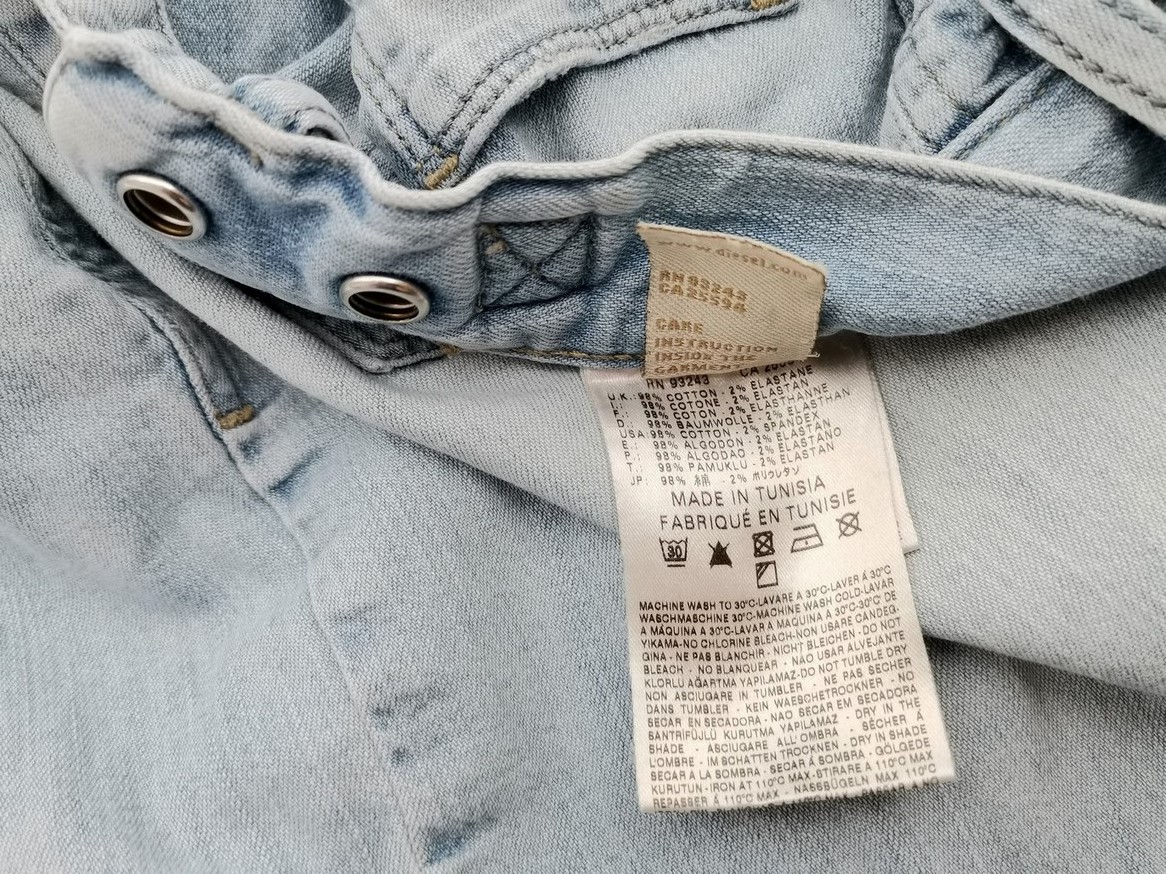 www.diesel.com
RN 93243
CA 25594
CARE
INSTRUCTION
INSIDE THE
GARMENT
RN 93243 CA
U.K.: 98% COTTON - 2% ELASTANE
I.: 98% COTONE - 2% ELASTAN
F.: 98% COTON - 2% ELASTHANNE
D.: 98% BAUMWOLLE - 2% ELASTHAN
USA: 98% COTTON - 2% SPANDEX
E.: 98% ALGODON - 2% ELASTAN
P.: 98% ALGODAO - 2% ELASTANO
T.: 98% PAMUKLU - 2% ELASTAN
JP: 98% 綿 - 2% ポリウレタン
MADE IN TUNISIA
FABRIQUÉ EN TUNISIE
30
MACHINE WASH TO 30°C-LAVARE A 30°C-LAVER Á 30°C
WASCHMASCHINE 30°C-MACHINE WASH COLD-LAVAR
A MÁQUINA A 30°C-LAVAR A MAQUINA A 30°C-30°C' DE
YIKAMA-NO CHLORINE BLEACH-NON USARE CANDEG-
GINA - NE PAS BLANCHIR - NICHT BLEICHEN - DO NOT
BLEACH - NO BLANQUEAR - NAO USAR ALVEJANTE
KLORLÜ AĞARTMA YAPILAMAZ-DO NOT TUMBLE DRY
NON ASCIUGARE IN TUMBLER - NE PAS SECHER
DANS TUMBLER - KEIN WAESCHETROCKNER - NO
SECAR EN SECADORA - NAO SECAR EM SECADORA
SANTRİFÜJLÜ KURUTMA YAPILAMAZ - DRY IN THE
SHADE - ASCIUGARE ALL'OMBRA - SÈCHER Á
L'OMBRE - IM SCHATTEN TROCKNEN - DRY IN SHADE
SECAR A LA SOMBRA - SECAR Á SOMBRA - GÖLGEDE
KURUTUN-IRON AT 110°C MAX-STIRARE A 110°C MAX
REPASSER Á 110°C MAX - NASSBÜGELN MAX 110°C